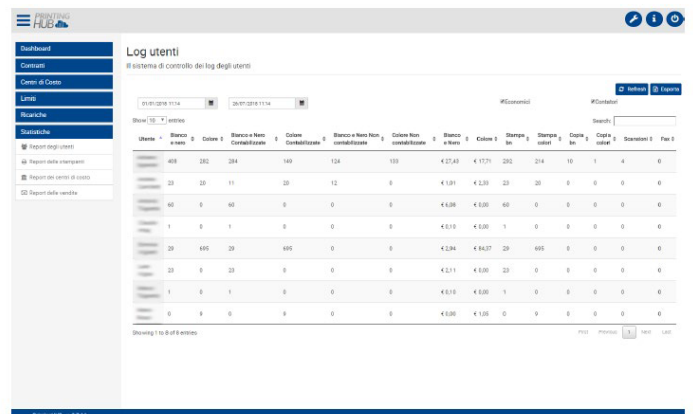 PRINTING
HUB
Dashboard
Contratti
Centri di Costo
Limiti
Ricariche
Statistiche
Report degli utenti
Report delle stampanti
Report dei centri di costo
Report delle vendite
Log utenti
Il sistema di controllo dei log degli utenti
Refresh Esporta
01/01/2018 11:14 26/07/2018 11:14 Economici Contatori
Show 10 entries Search:
Utente Bianco e nero Colore Bianco e Nero Contabilizzate Colore Contabilizzate Bianco e Nero Non contabilizzate Colore Non contabilizzate Bianco e Nero Colore Stampe bn Stampe colori Copie bn Copie colori Scansioni Fax
408 282 284 149 124 133 € 27,43 € 17,71 202 214 10 1 4 0
23 20 11 20 12 0 € 1,91 € 2,33 23 20 0 0 0 0
60 0 60 0 0 0 € 6,08 € 0,00 60 0 0 0 0 0
1 0 1 0 0 0 € 0,10 € 0,00 1 0 0 0 0 0
29 695 29 695 0 0 € 2,94 € 84,37 29 695 0 0 0 0
23 0 23 0 0 0 € 2,11 € 0,00 23 0 0 0 0 0
1 0 1 0 0 0 € 0,10 € 0,00 1 0 0 0 0 0
0 9 0 9 0 0 € 0,00 € 1,05 0 9 0 0 0 0
Showing 1 to 8 of 8 entries First Previous 1 Next Last